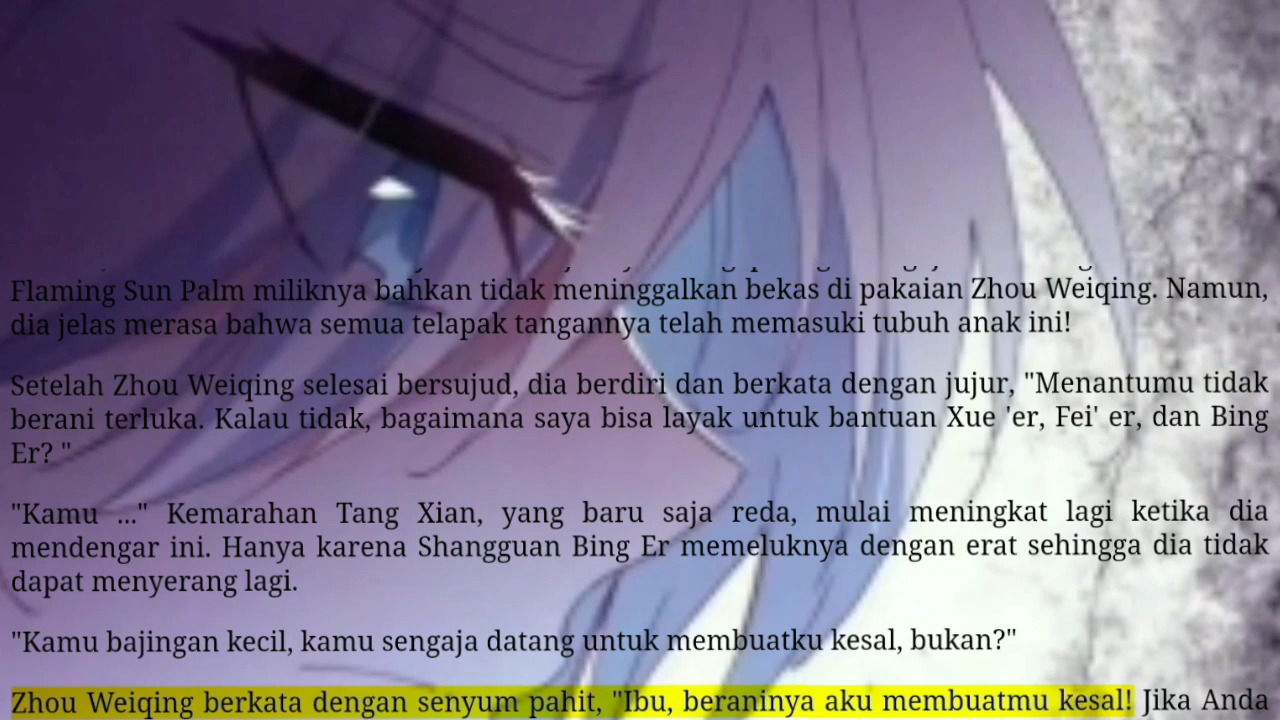 Flaming Sun Palm miliknya bahkan tidak meninggalkan bekas di pakaian Zhou Weiqing. Namun,
dia jelas merasa bahwa semua telapak tangannya telah memasuki tubuh anak ini!
Setelah Zhou Weiqing selesai bersujud, dia berdiri dan berkata dengan jujur, "Menantumu tidak
berani terluka. Kalau tidak, bagaimana saya bisa layak untuk bantuan Xue 'er, Fei' er, dan Bing
Er? "
"Kamu ..." Kemarahan Tang Xian, yang baru saja reda, mulai meningkat lagi ketika dia
mendengar ini. Hanya karena Shangguan Bing Er memeluknya dengan erat sehingga dia tidak
dapat menyerang lagi.
"Kamu bajingan kecil, kamu sengaja datang untuk membuatku kesal, bukan?"
Zhou Weiqing berkata dengan senyum pahit, "Ibu, beraninya aku membuatmu kesal! Jika Anda